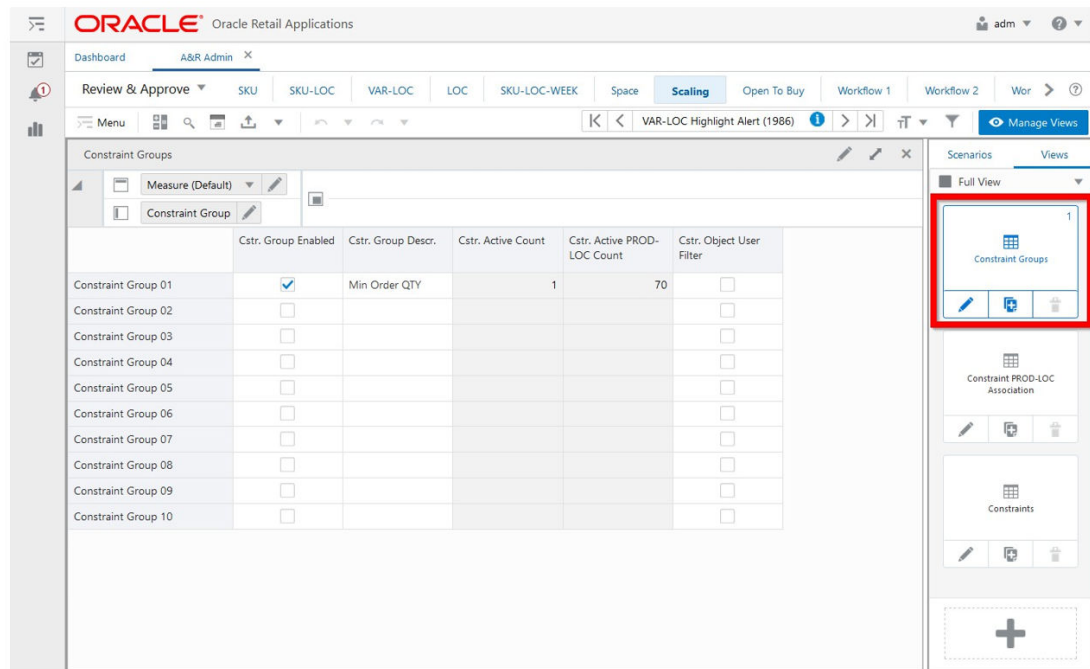 ORACLE® Oracle Retail Applications adm
Dashboard A&R Admin
1
Review & Approve SKU SKU-LOC VAR-LOC LOC SKU-LOC-WEEK Space Scaling Open To Buy Workflow 1 Workflow 2 Wor
Menu VAR-LOC Highlight Alert (1986) Manage Views
Constraint Groups Scenarios Views
Measure (Default) Full View
Constraint Group 1
Constraint Groups
Cstr. Group Enabled Cstr. Group Descr. Cstr. Active Count Cstr. Active PROD-
LOC Count Cstr. Object User
Filter
Constraint Group 01 Min Order QTY 1 70
Constraint Group 02
Constraint Group 03
Constraint Group 04
Constraint Group 05
Constraint Group 06
Constraint Group 07
Constraint Group 08
Constraint Group 09
Constraint Group 10
Constraint PROD-LOC
Association
Constraints